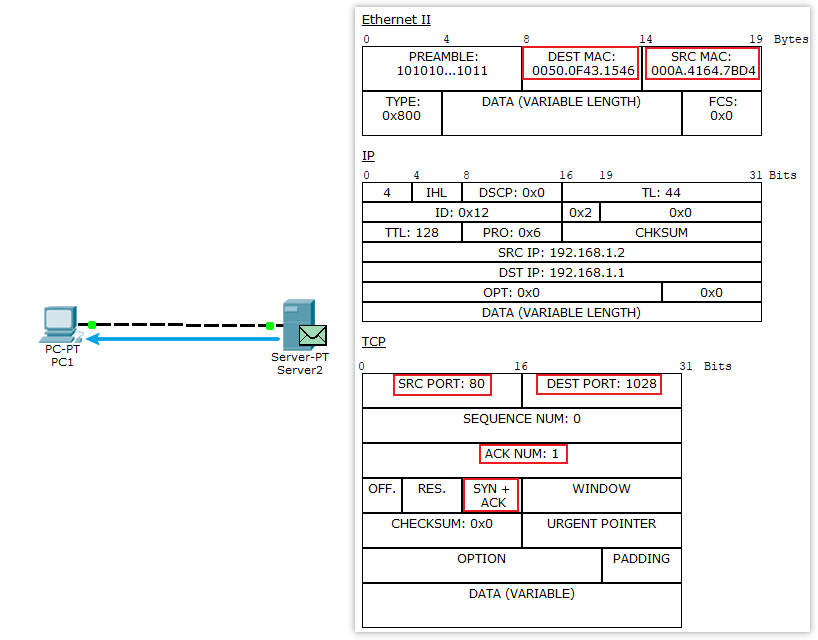 Ethernet II
0 4 8 14 19 Bytes
PREAMBLE: DEST MAC: SRC MAC:
101010...1011 0050.0F43.1546 000A.4164.7BD4
TYPE: DATA (VARIABLE LENGTH) FCS:
0x800 0x0
IP
0 4 8 16 19 31 Bits
4 IHL DSCP: 0x0 TL: 44
ID: 0x12 0x2 0x0
TTL: 128 PRO: 0x6 CHKSUM
SRC IP: 192.168.1.2
DST IP: 192.168.1.1
OPT: 0x0 0x0
DATA (VARIABLE LENGTH)
PC-PT
PC1
Server-PT
Server2
TCP
0 16 31 Bits
SRC PORT: 80 DEST PORT: 1028
SEQUENCE NUM: 0
ACK NUM: 1
OFF. RES. SYN + WINDOW
ACK
CHECKSUM: 0x0 URGENT POINTER
OPTION PADDING
DATA (VARIABLE)